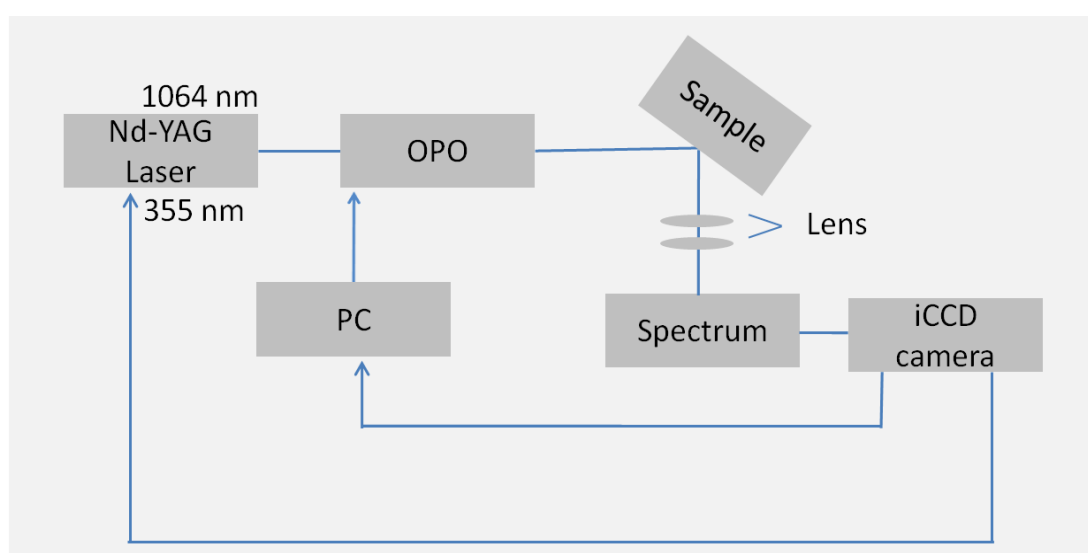 1064 nm
Nd-YAG
Laser
355 nm
OPO
Sample
Lens
PC
Spectrum
iCCD
camera